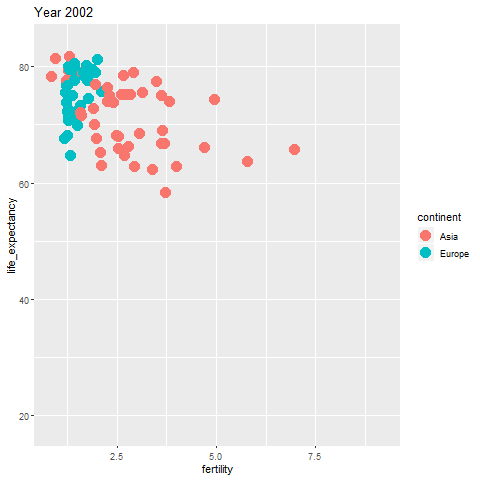 Year 2002
80
60
40
20
life_expectancy
2.5
5.0
7.5
fertility
continent
Asia
Europe